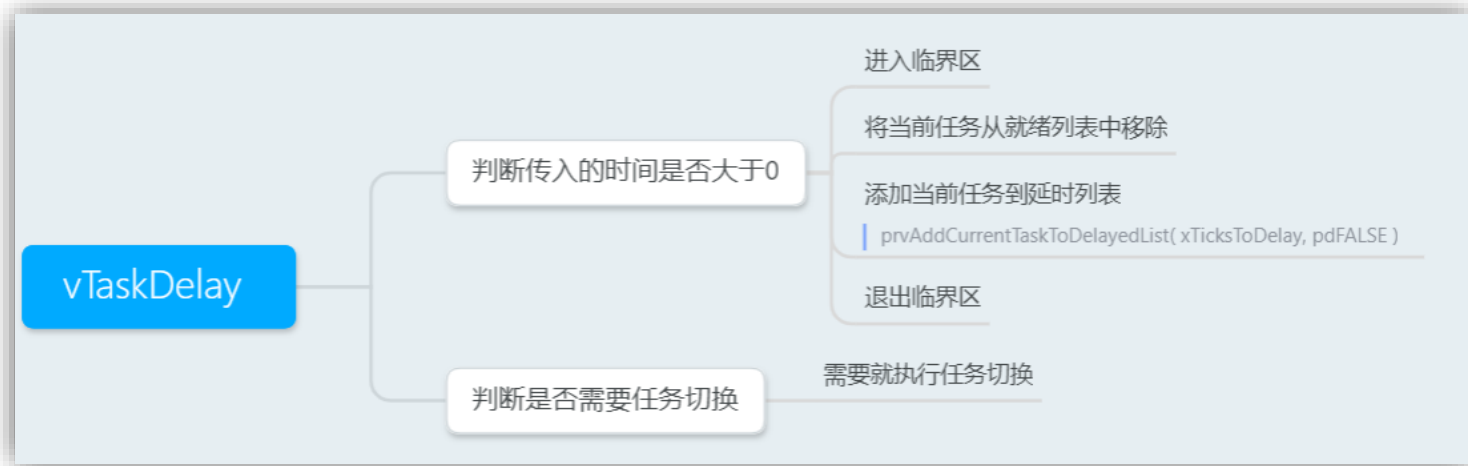 vTaskDelay
判断传入的时间是否大于0
进入临界区
将当前任务从就绪列表中移除
添加当前任务到延时列表
prvAddCurrentTaskToDelayedList( xTicksToDelay, pdFALSE )
退出临界区
判断是否需要任务切换
需要就执行任务切换